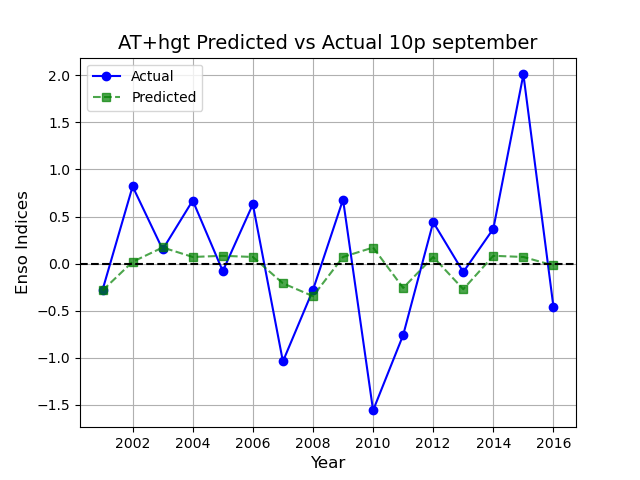 AT+hgt Predicted vs Actual 10p september
Actual
Predicted
Enso Indices
2.0
1.5
1.0
0.5
0.0
−0.5
−1.0
−1.5
2002 2004 2006 2008 2010 2012 2014 2016
Year